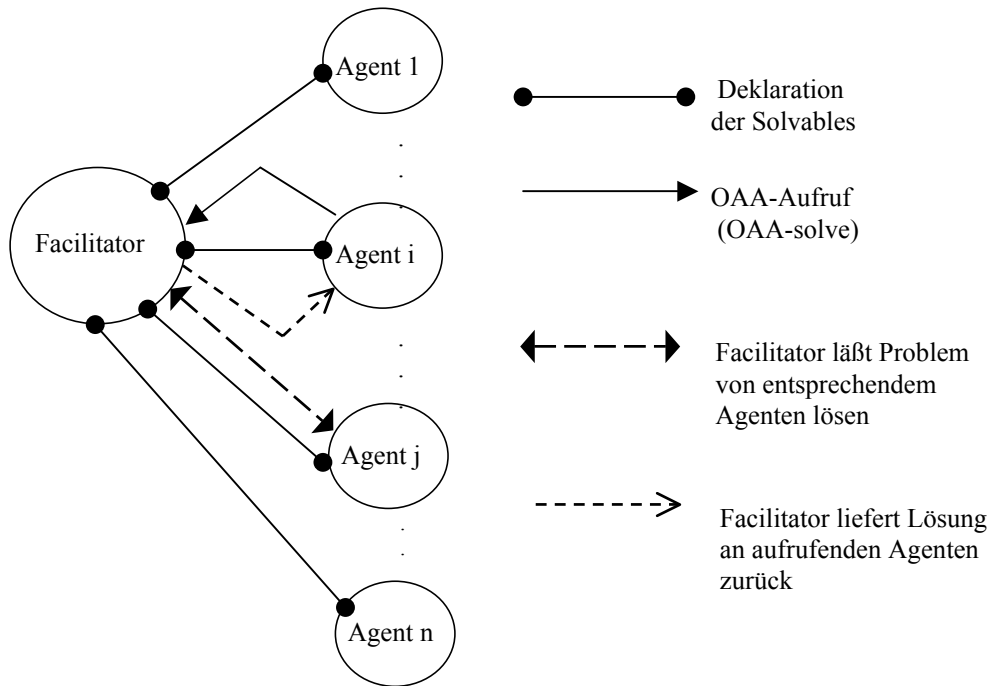 Agent 1
Facilitator
Agent i
Agent j
Agent n
Deklaration
der Solvables
OAA-Aufruf
(OAA-solve)
Facilitator läßt Problem
von entsprechendem
Agenten lösen
Facilitator liefert Lösung
an aufrufenden Agenten
zurück